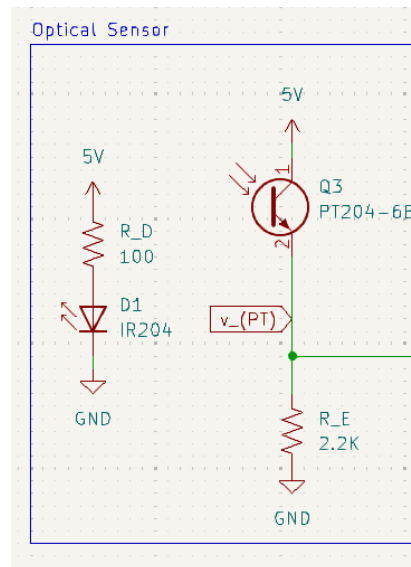 Optical Sensor
5V
R_D
100
D1
IR204
GND
5V
1
Q3
PT204-6B
2
v_(PT)
R_E
2.2K
GND